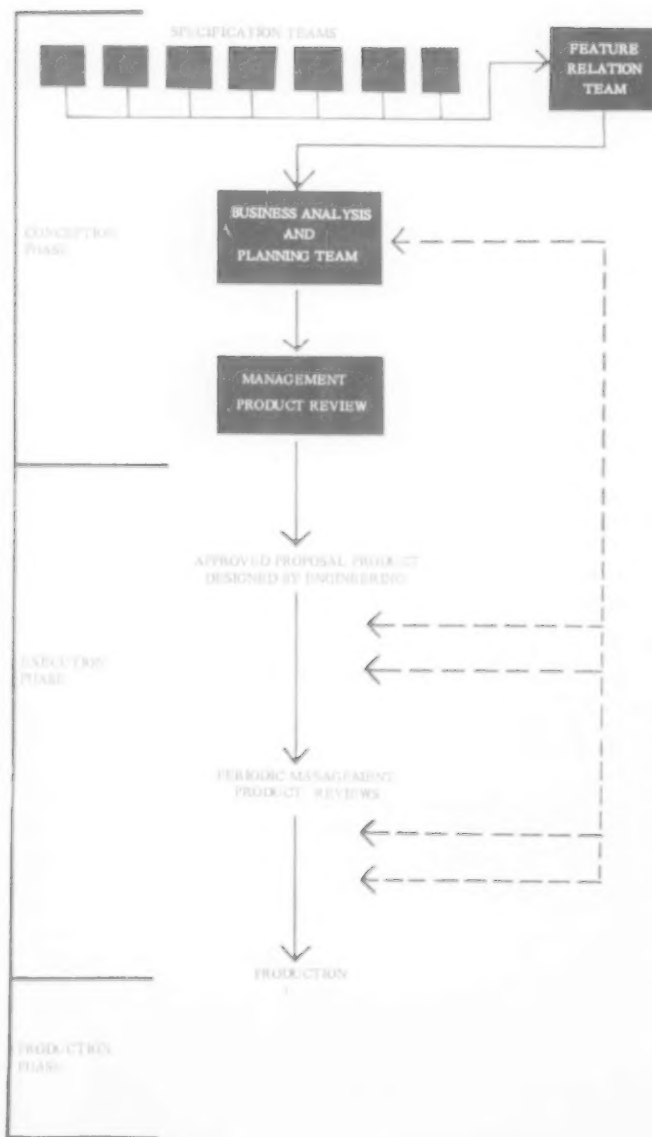 SPECIFICATION TEAMS
FEATURE
RELATION
TEAM
BUSINESS ANALYSIS
AND
PLANNING TEAM
CONCEPTION
PHASE
MANAGEMENT
PRODUCT REVIEW
APPROVED PROPOSAL PRODUCT
DESIGNED BY ENGINEERING
EXECUTION
PHASE
PERIODIC MANAGEMENT
PRODUCT REVIEWS
PRODUCTION
PRODUCTION
PHASE